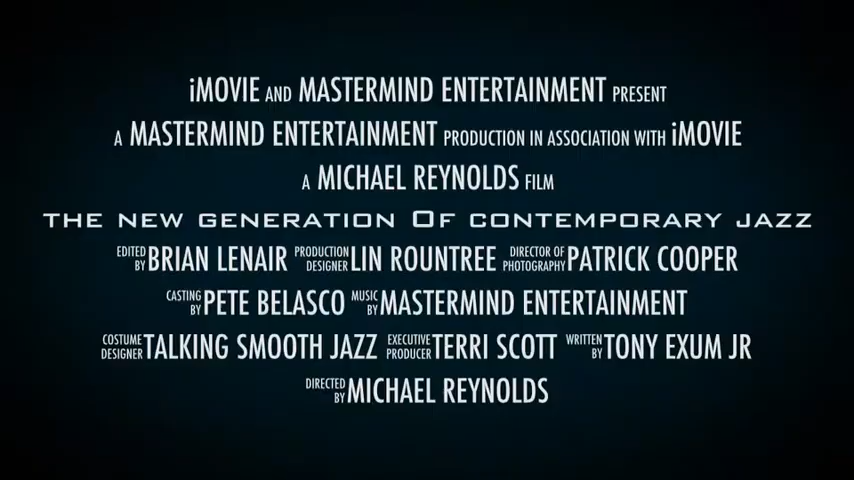 iMOVIE AND MASTERMIND ENTERTAINMENT PRESENT
A MASTERMIND ENTERTAINMENT PRODUCTION IN ASSOCIATION WITH iMOVIE
A MICHAEL REYNOLDS FILM
THE NEW GENERATION OF CONTEMPORARY JAZZ
EDITED BY BRIAN LENAIR PRODUCTION DESIGNER LIN ROUNTREE DIRECTOR OF PHOTOGRAPHY PATRICK COOPER
CASTING BY PETE BELASCO MUSIC BY MASTERMIND ENTERTAINMENT
COSTUME DESIGNER TALKING SMOOTH JAZZ EXECUTIVE PRODUCER TERRI SCOTT WRITTEN BY TONY EXUM JR
DIRECTED BY MICHAEL REYNOLDS